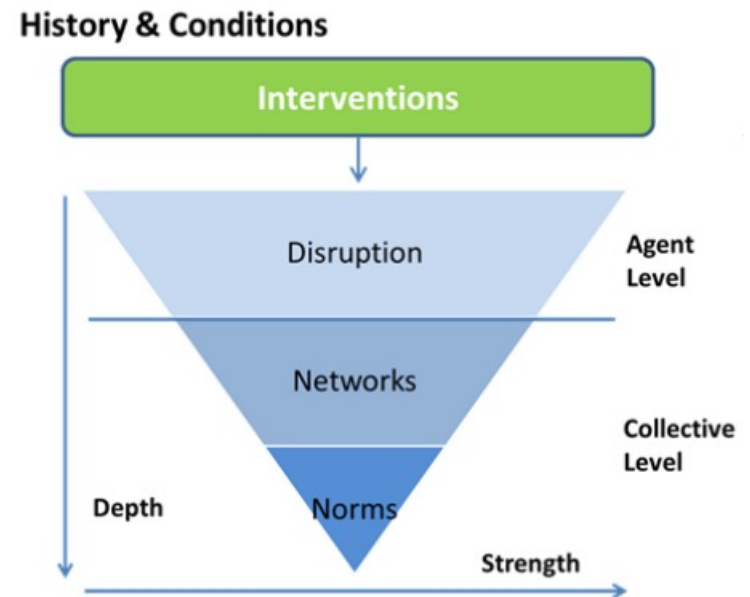 History & Conditions
Interventions
Disruption
Agent
Level
Networks
Collective
Level
Depth
Norms
Strength